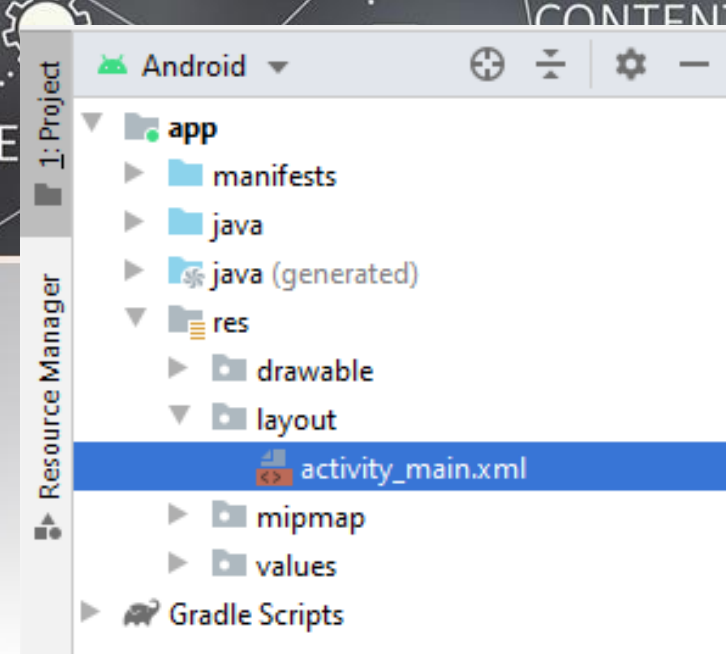 CONTENT
E
1: Project
Resource Manager
Android
app
manifests
java
java (generated)
res
drawable
layout
activity_main.xml
mipmap
values
Gradle Scripts